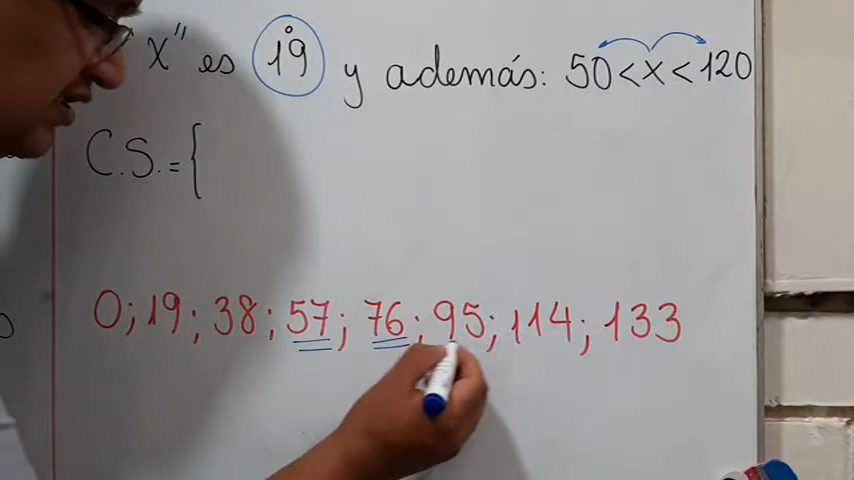 x" es 19° y además: 50<x<120
C.S.={
0; 19; 38; 57; 76; 95; 114; 133